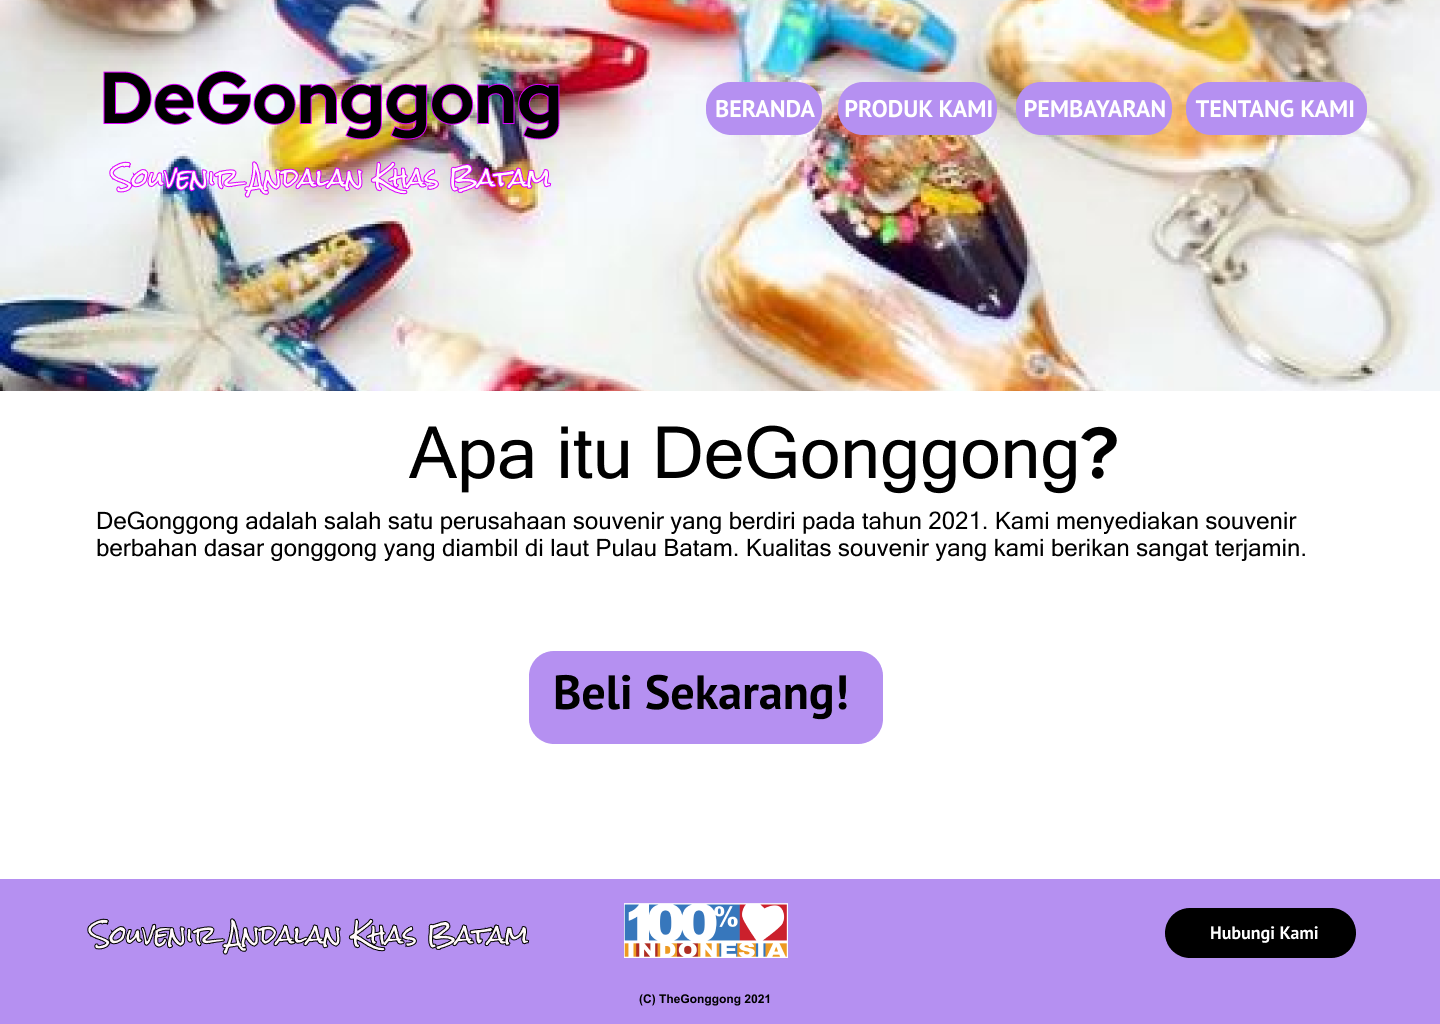 DeGonggong
Souvenir Andalan Khas Batam
BERANDA
PRODUK KAMI
PEMBAYARAN
TENTANG KAMI
Apa itu DeGonggong?
DeGonggong adalah salah satu perusahaan souvenir yang berdiri pada tahun 2021. Kami menyediakan souvenir
berbahan dasar gonggong yang diambil di laut Pulau Batam. Kualitas souvenir yang kami berikan sangat terjamin.
Beli Sekarang!
Souvenir Andalan Khas Batam
100%
INDONESIA
Hubungi Kami
(C) TheGonggong 2021